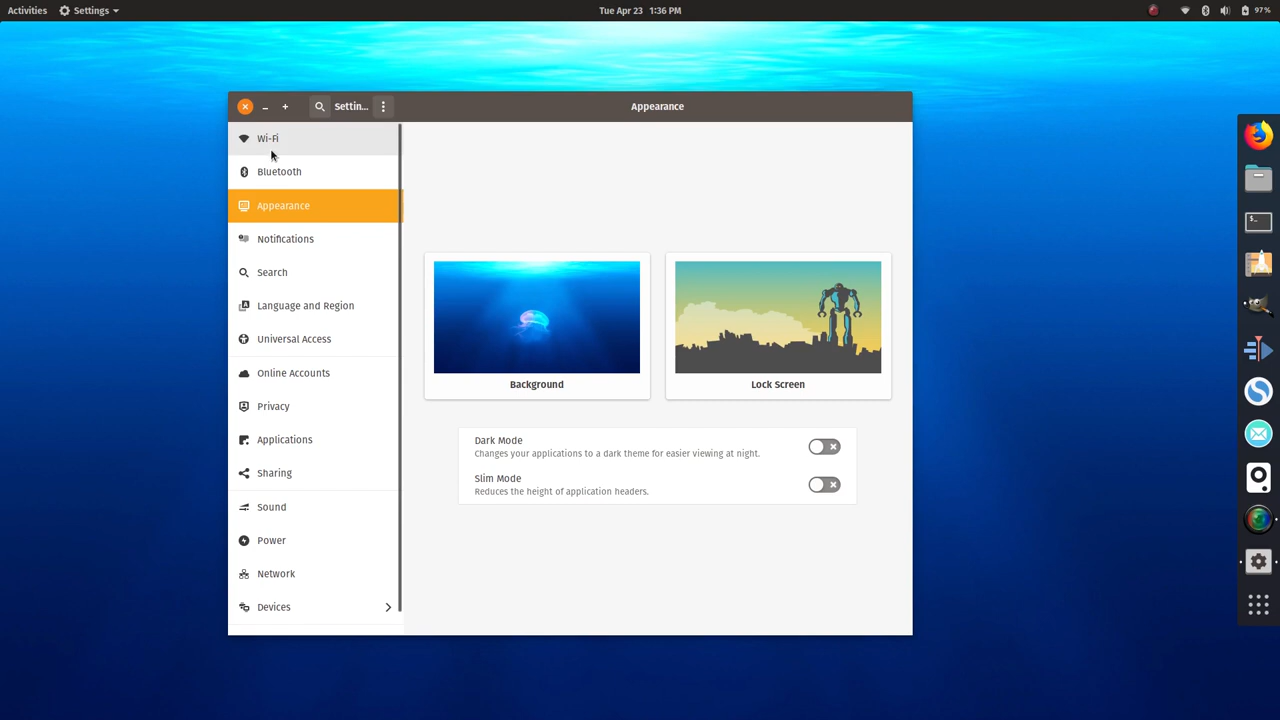 Activities
Settings
Tue Apr 23 1:36 PM
97%
Settin...
Appearance
Wi-Fi
Bluetooth
Appearance
Notifications
Search
Language and Region
Universal Access
Online Accounts
Privacy
Applications
Sharing
Sound
Power
Network
Devices
Background
Lock Screen
Dark Mode
Changes your applications to a dark theme for easier viewing at night.
Slim Mode
Reduces the height of application headers.